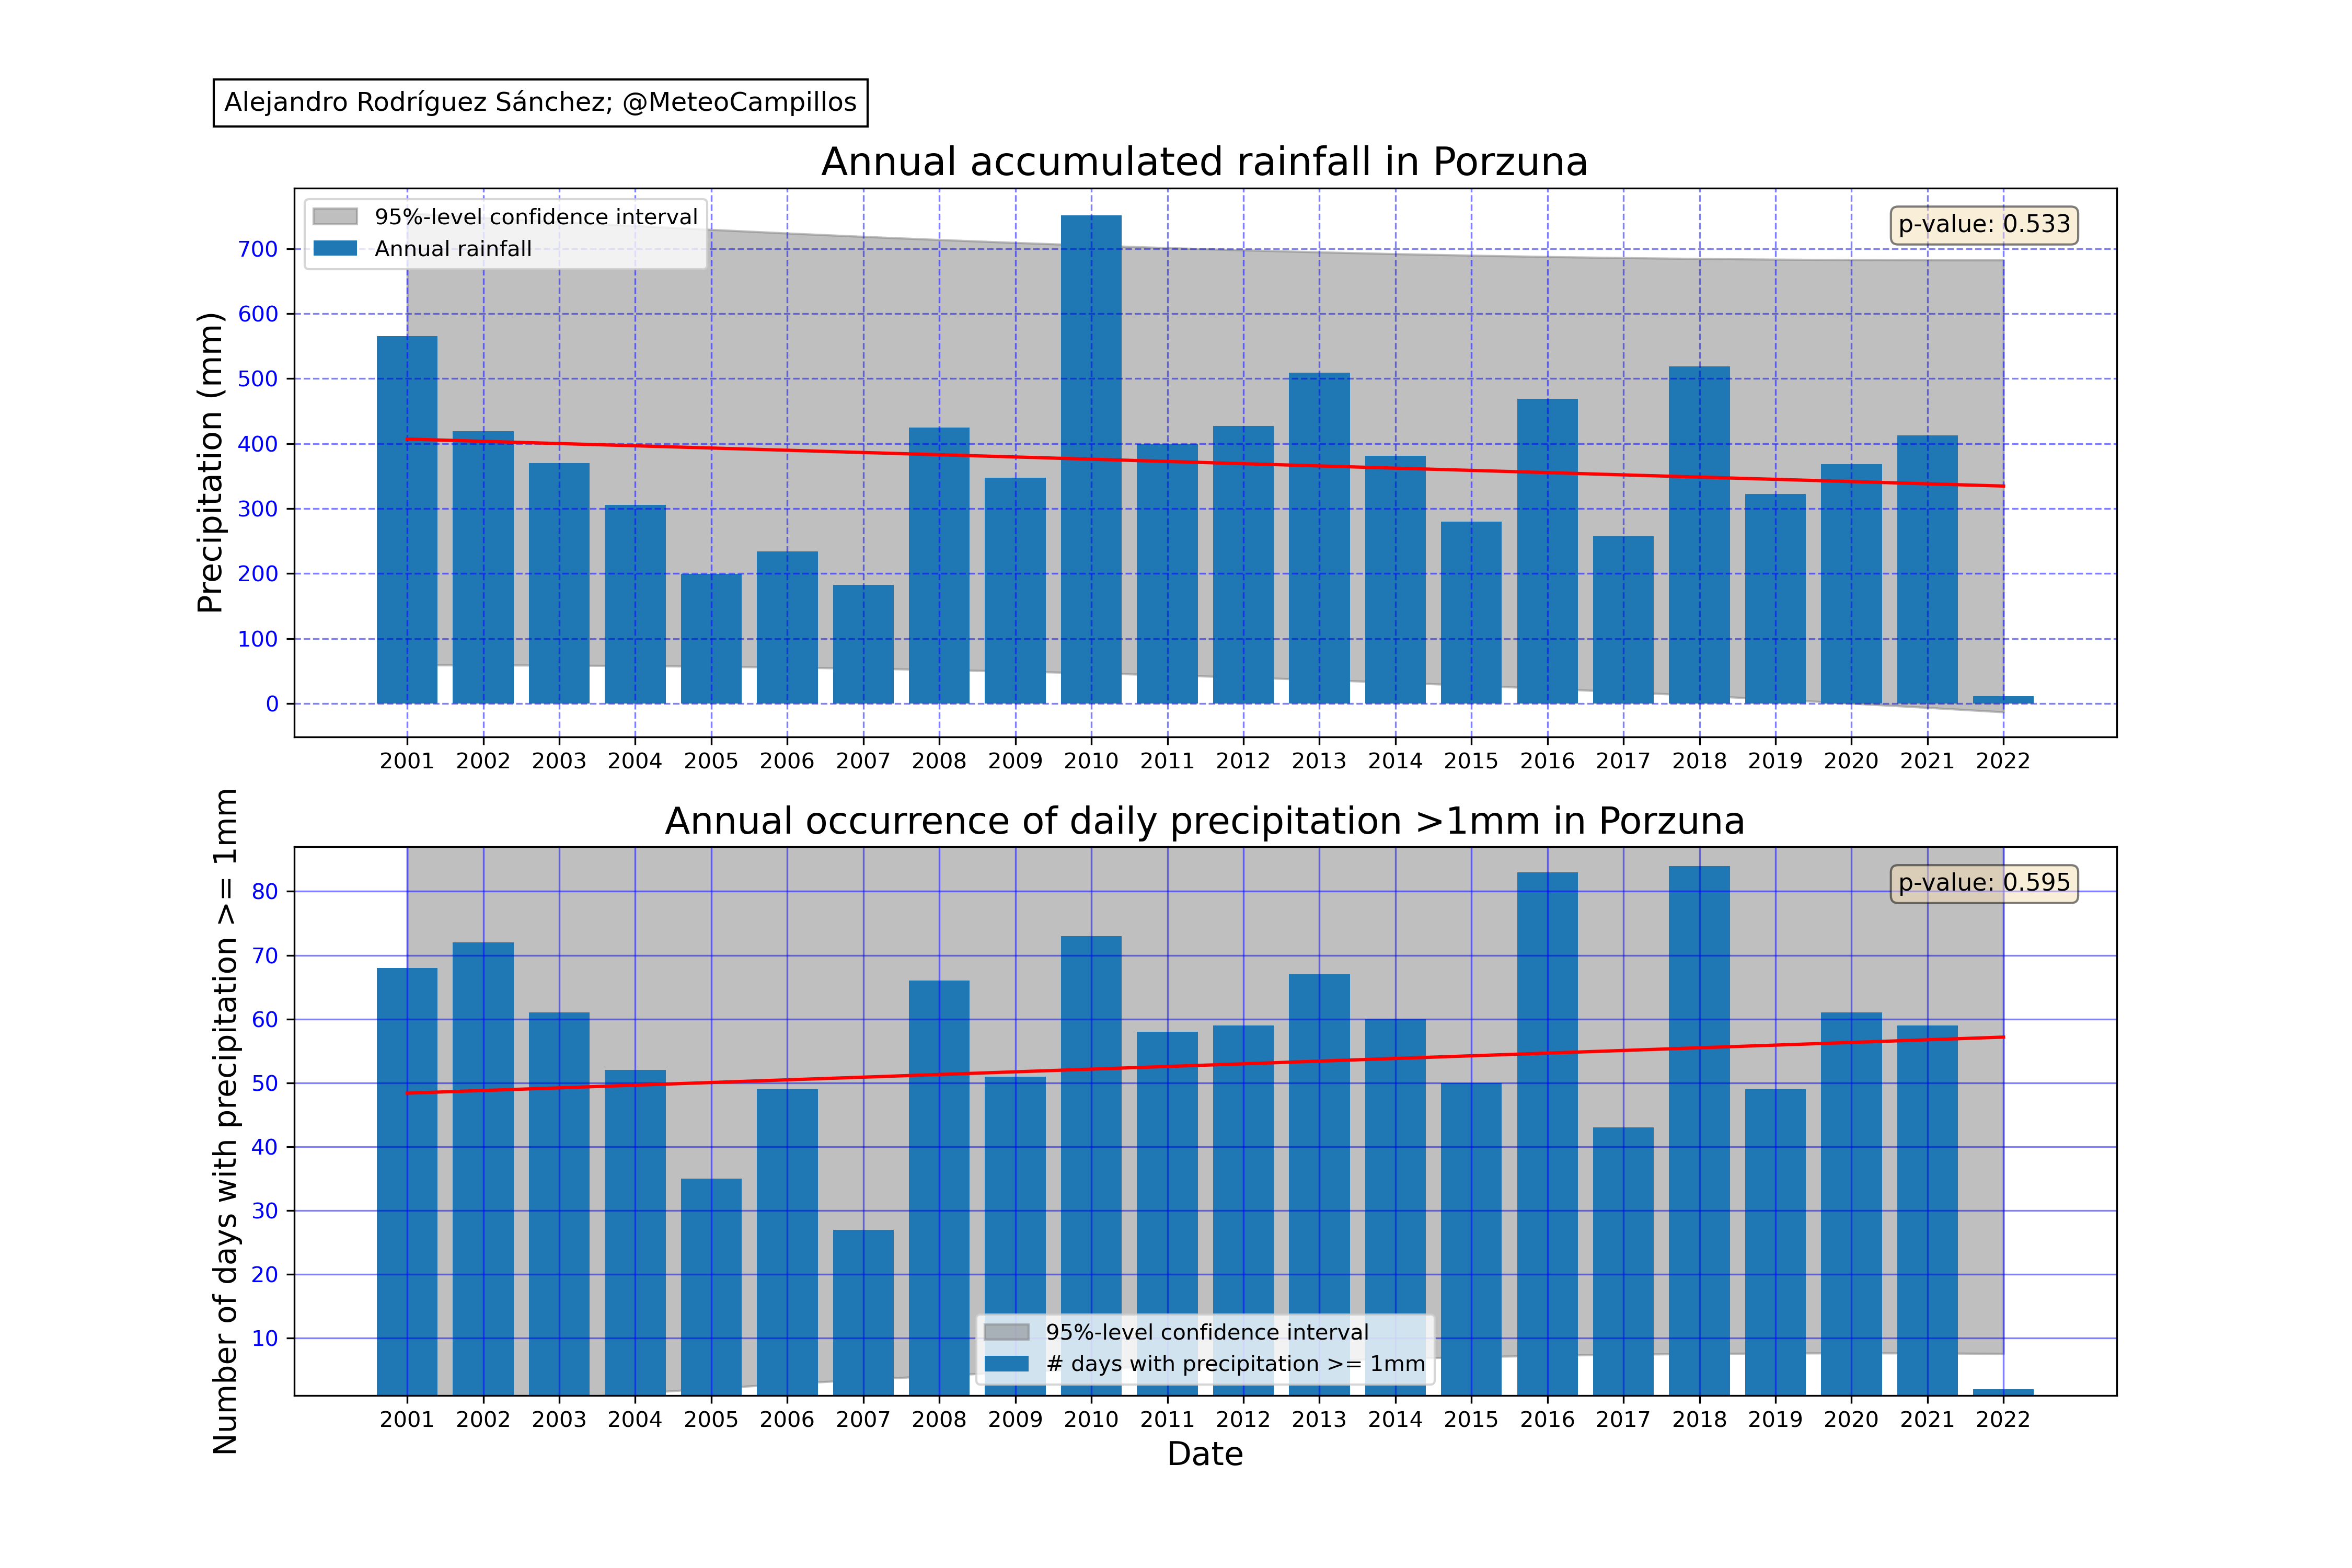 Alejandro Rodríguez Sánchez; @MeteoCampillos
Annual accumulated rainfall in Porzuna
95%-level confidence interval
Annual rainfall
p-value: 0.533
Precipitation (mm)
700
600
500
400
300
200
100
0
2001 2002 2003 2004 2005 2006 2007 2008 2009 2010 2011 2012 2013 2014 2015 2016 2017 2018 2019 2020 2021 2022
Annual occurrence of daily precipitation >1mm in Porzuna
p-value: 0.595
Number of days with precipitation >= 1mm
80
70
60
50
40
30
20
10
95%-level confidence interval
# days with precipitation >= 1mm
2001 2002 2003 2004 2005 2006 2007 2008 2009 2010 2011 2012 2013 2014 2015 2016 2017 2018 2019 2020 2021 2022
Date